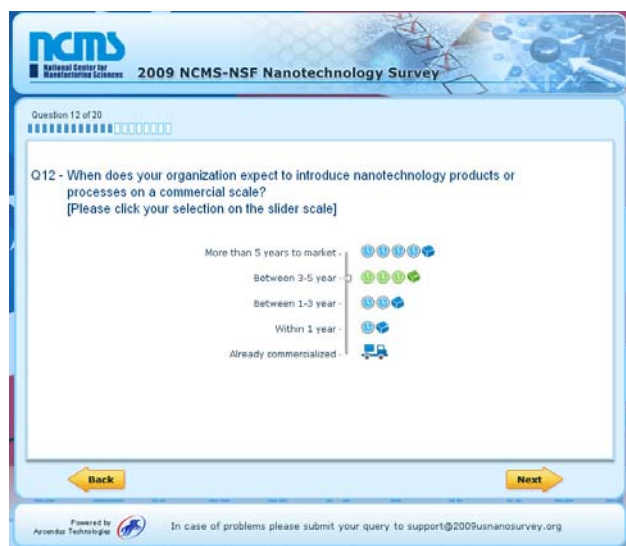 ncms
National Center for
Manufacturing Sciences
2009 NCMS-NSF Nanotechnology Survey
Question 12 of 20
Q12 - When does your organization expect to introduce nanotechnology products or
processes on a commercial scale?
[Please click your selection on the slider scale]
More than 5 years to market
Between 3-5 year
Between 1-3 year
Within 1 year
Already commercialized
Back
Next
Powered by
Technologies
In case of problems please submit your query to support@2009usnanosurvey.org